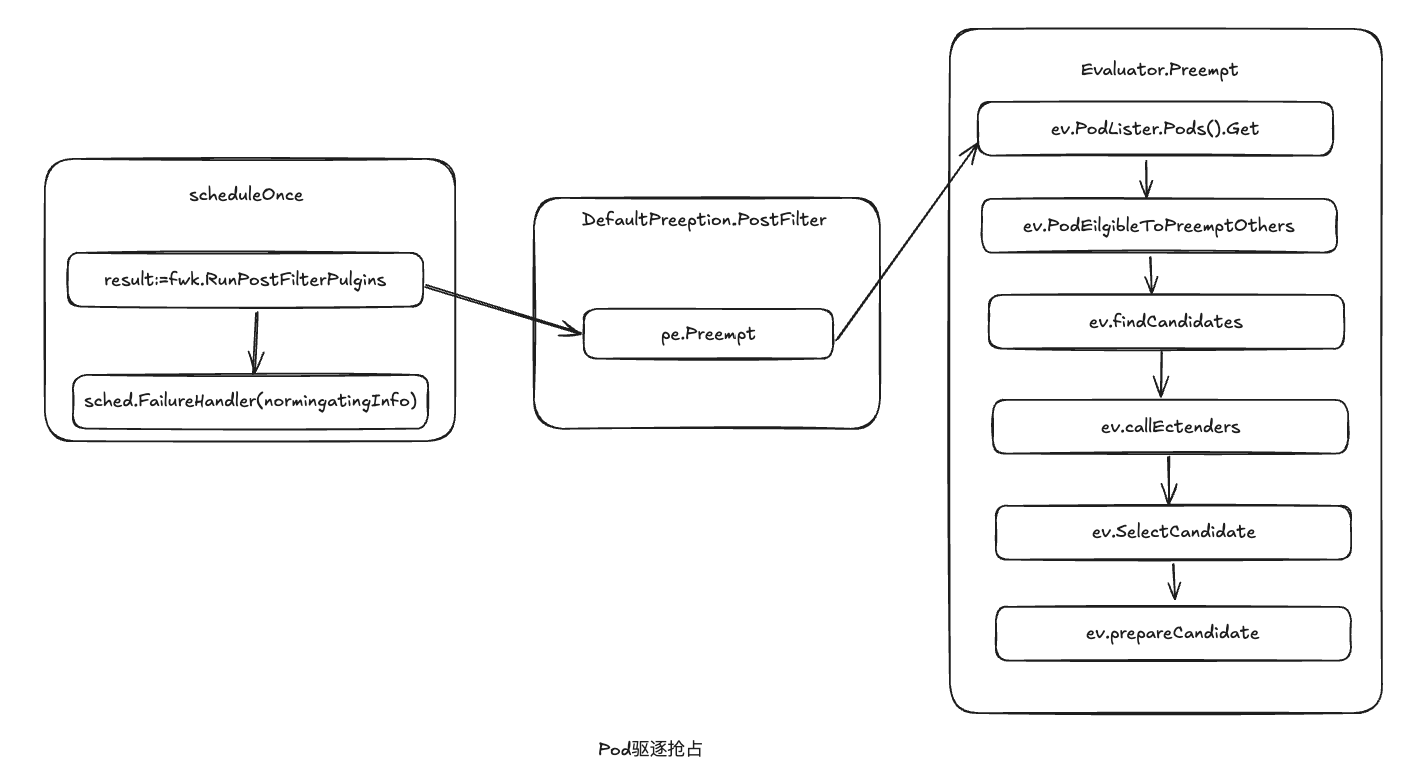 scheduleOnce
result:=fwk.RunPostFilterPulgins
sched.FailureHandler(normingatingInfo)
DefaultPreeption.PostFilter
pe.Preempt
Evaluator.Preempt
ev.PodLister.Pods().Get
ev.PodEilgibleToPreemptOthers
ev.findCandidates
ev.callEctenders
ev.SelectCandidate
ev.prepareCandidate
Pod驱逐抢占